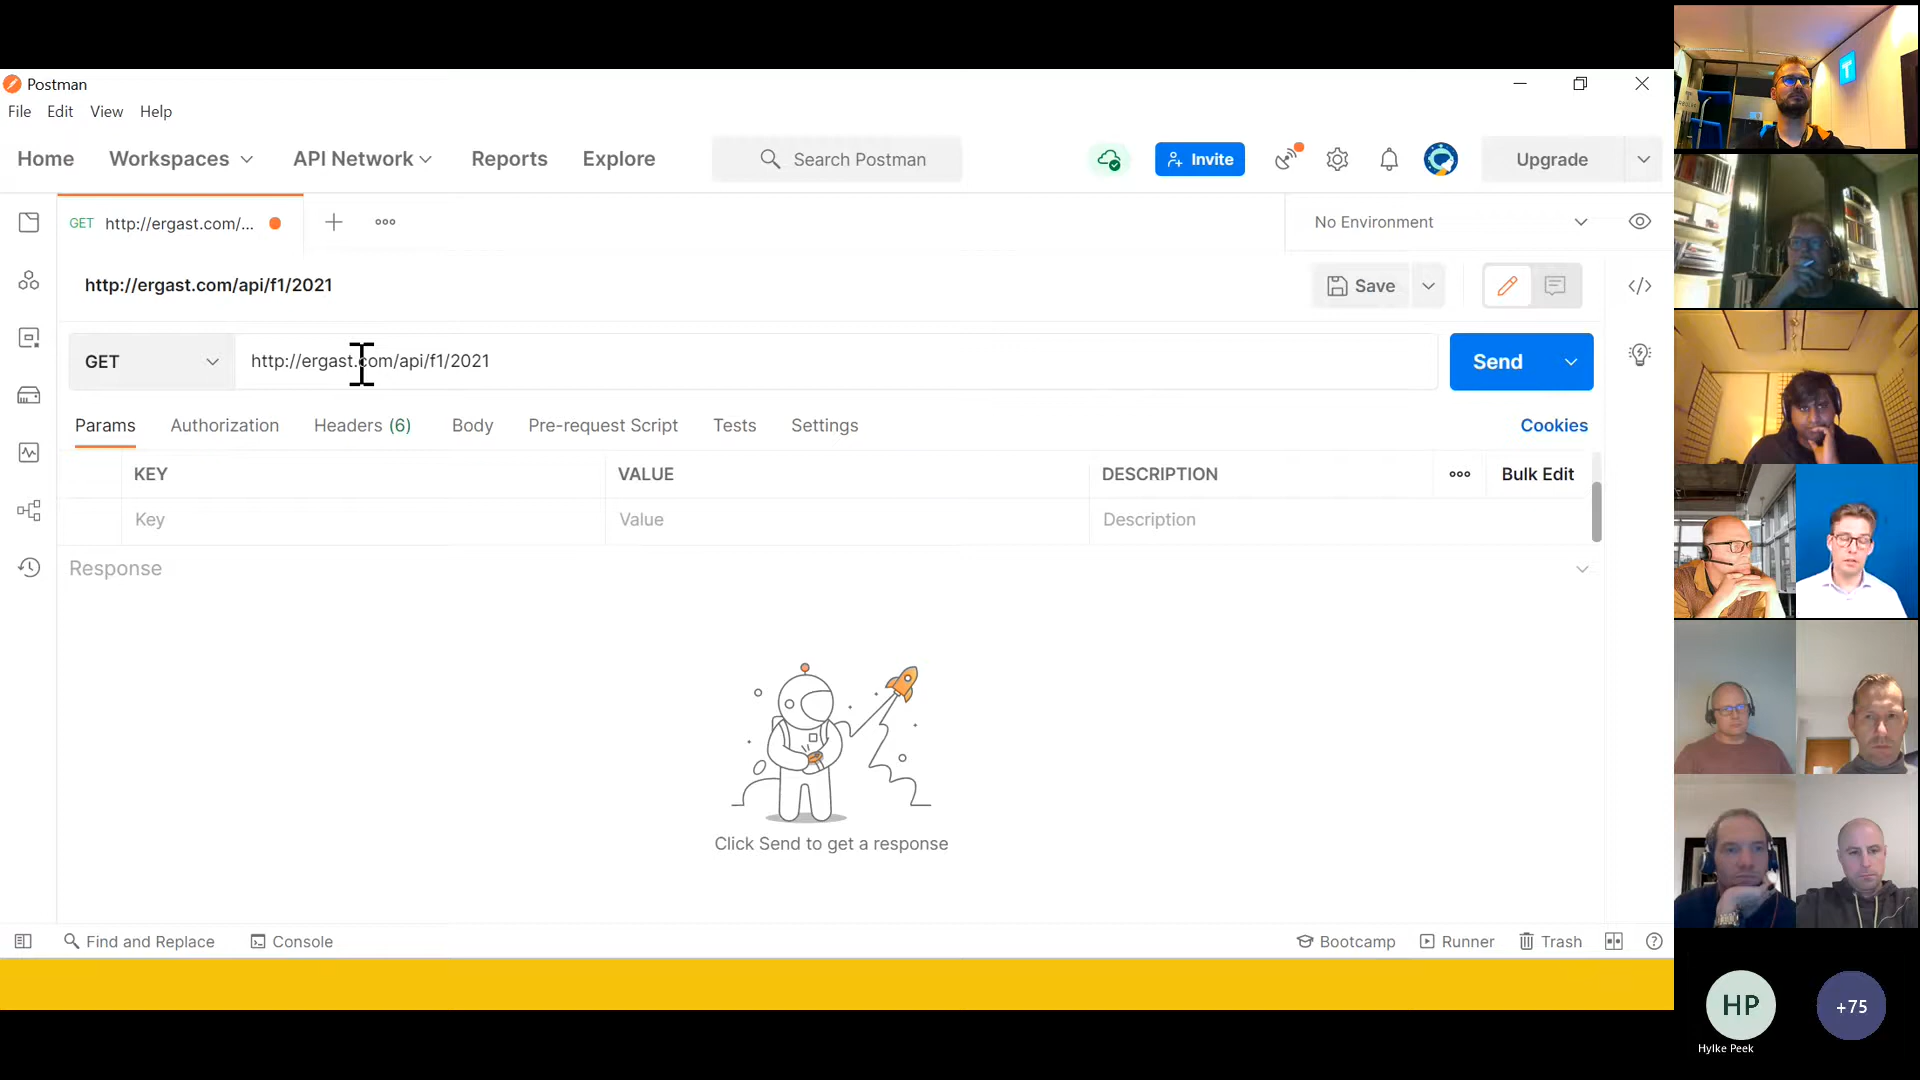 Postman
File Edit View Help
Home Workspaces API Network Reports Explore Search Postman Invite Upgrade
GET http://ergast.com/... No Environment
http://ergast.com/api/f1/2021 Save </>
GET http://ergast.com/api/f1/2021 Send
Params Authorization Headers (6) Body Pre-request Script Tests Settings Cookies
KEY VALUE DESCRIPTION Bulk Edit
Key Value Description
Response
Click Send to get a response
Find and Replace Console Bootcamp Runner Trash
T
HP
+75
Hylke Peek